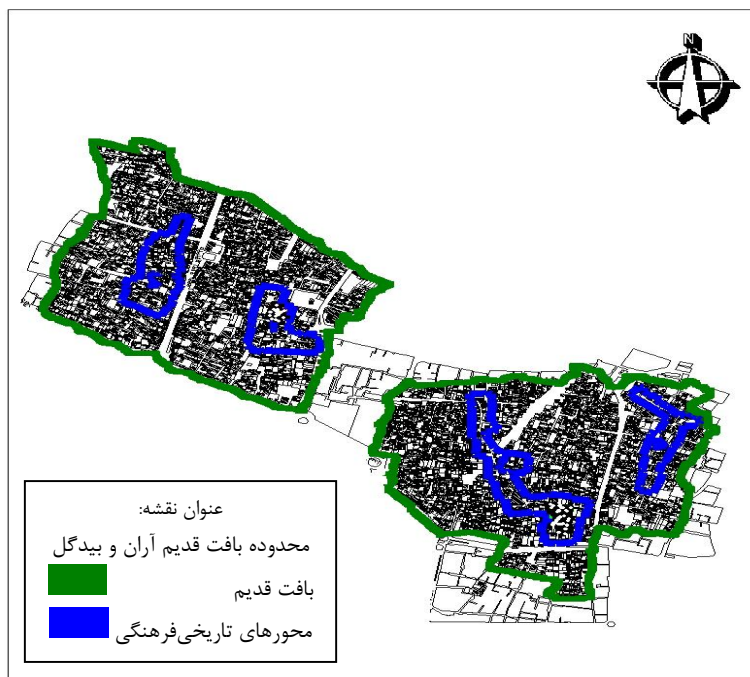 N
عنوان نقشه:
محدوده بافت قدیم آران و بیدگل
بافت قدیم
محورهای تاریخی‌فرهنگی